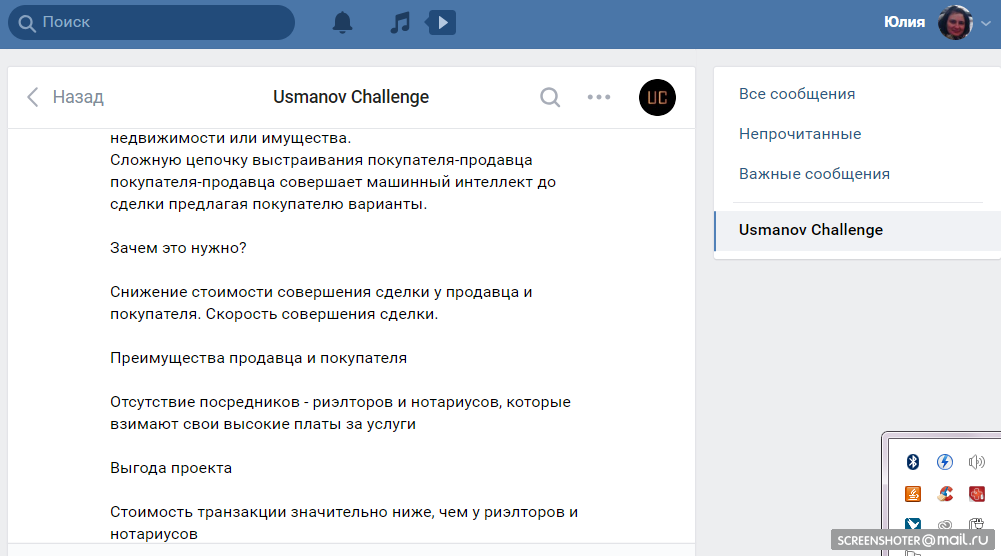 Поиск
Юлия
Назад
Usmanov Challenge
UC
недвижимости или имущества.
Сложную цепочку выстраивания покупателя-продавца
покупателя-продавца совершает машинный интеллект до
сделки предлагая покупателю варианты.
Зачем это нужно?
Снижение стоимости совершения сделки у продавца и
покупателя. Скорость совершения сделки.
Преимущества продавца и покупателя
Отсутствие посредников - риэлторов и нотариусов, которые
взимают свои высокие платы за услуги
Выгода проекта
Стоимость транзакции значительно ниже, чем у риэлторов и
нотариусов
Все сообщения
Непрочитанные
Важные сообщения
Usmanov Challenge
SCREENSHOTER@mail.ru